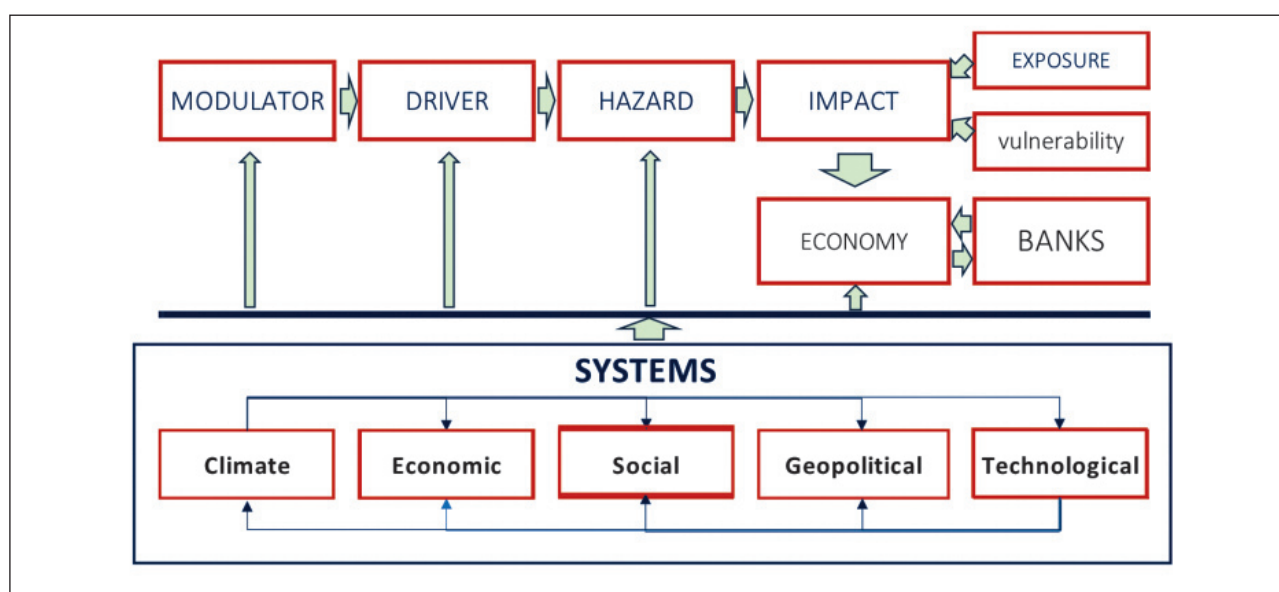 MODULATOR
DRIVER
HAZARD
IMPACT
EXPOSURE
vulnerability
ECONOMY
BANKS
SYSTEMS
Climate
Economic
Social
Geopolitical
Technological